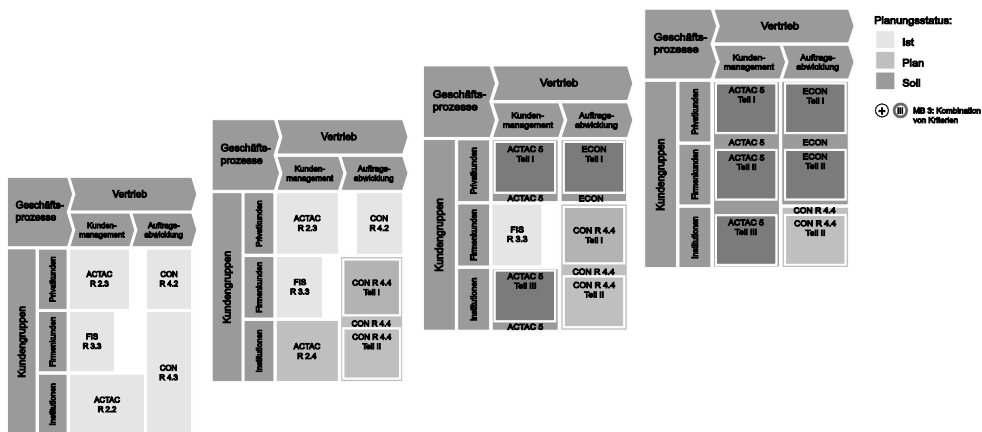 Geschäfts-
prozesse
Vertrieb
Kunden-
management
Auftrags-
abwicklung
Kundengruppen
Privatkunden
Firmenkunden
Institutionen
ACTAC
R 2.3
CON
R 4.2
FIS
R 3.3
CON
R 4.3
ACTAC
R 2.2
Geschäfts-
prozesse
Vertrieb
Kunden-
management
Auftrags-
abwicklung
Kundengruppen
Privatkunden
Firmenkunden
Institutionen
ACTAC
R 2.3
CON
R 4.2
FIS
R 3.3
CON R 4.4
Teil I
CON R 4.4
ACTAC
R 2.4
CON R 4.4
Teil II
Geschäfts-
prozesse
Vertrieb
Kunden-
management
Auftrags-
abwicklung
Kundengruppen
Privatkunden
Firmenkunden
Institutionen
ACTAC 5
Teil I
ECON
Teil I
ACTAC 5
ECON
FIS
R 3.3
CON R 4.4
Teil I
CON R 4.4
ACTAC 5
Teil III
CON R 4.4
Teil II
ACTAC 5
Geschäfts-
prozesse
Vertrieb
Kunden-
management
Auftrags-
abwicklung
Kundengruppen
Privatkunden
Firmenkunden
Institutionen
ACTAC 5
Teil I
ECON
Teil I
ACTAC 5
ECON
ACTAC 5
Teil II
ECON
Teil II
CON R 4.4
ACTAC 5
Teil III
CON R 4.4
Teil II
Planungsstatus:
Ist
Plan
Soll
+ III MB 3: Kombination
von Kriterien